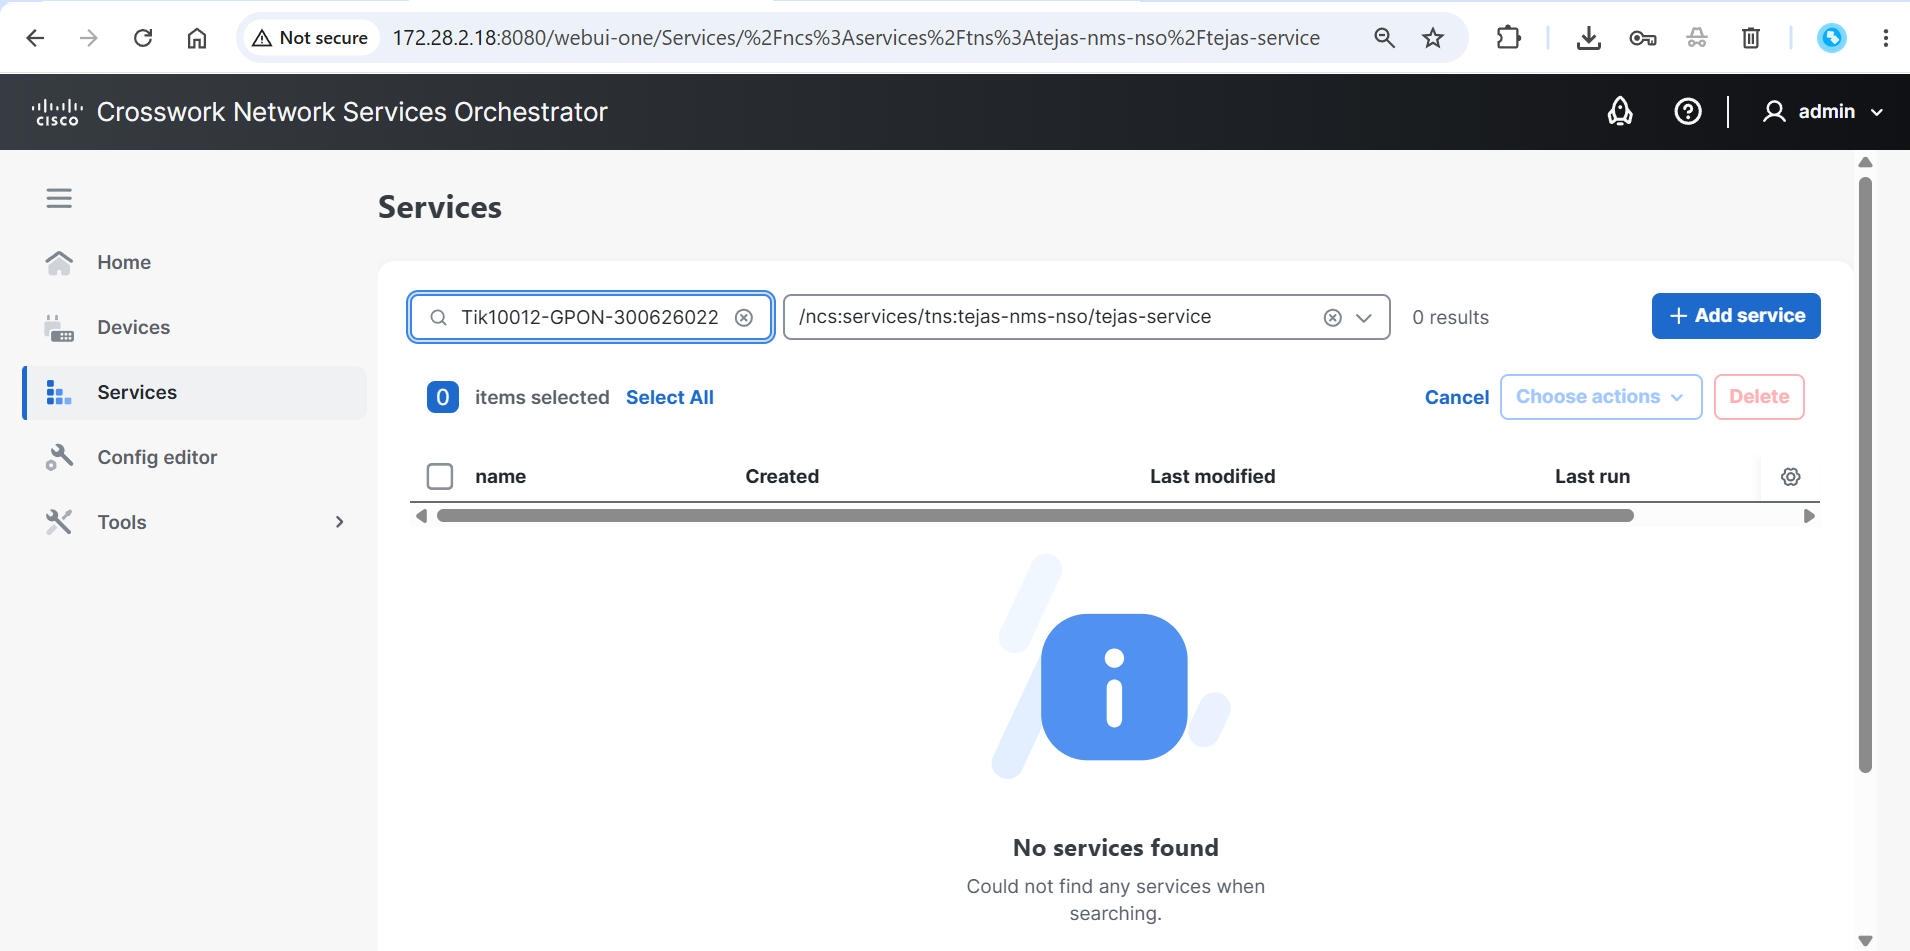 Not secure 172.28.2.18:8080/webui-one/Services/%2Fncs%3Aservices%2Ftns%3Atejas-nms-nso%2Ftejas-service
cisco Crosswork Network Services Orchestrator admin
Services
Home
Devices
Services
Config editor
Tools
Tik10012-GPON-300626022 /ncs:services/tns:tejas-nms-nso/tejas-service 0 results + Add service
0 items selected Select All Cancel Choose actions Delete
name Created Last modified Last run
No services found
Could not find any services when
searching.